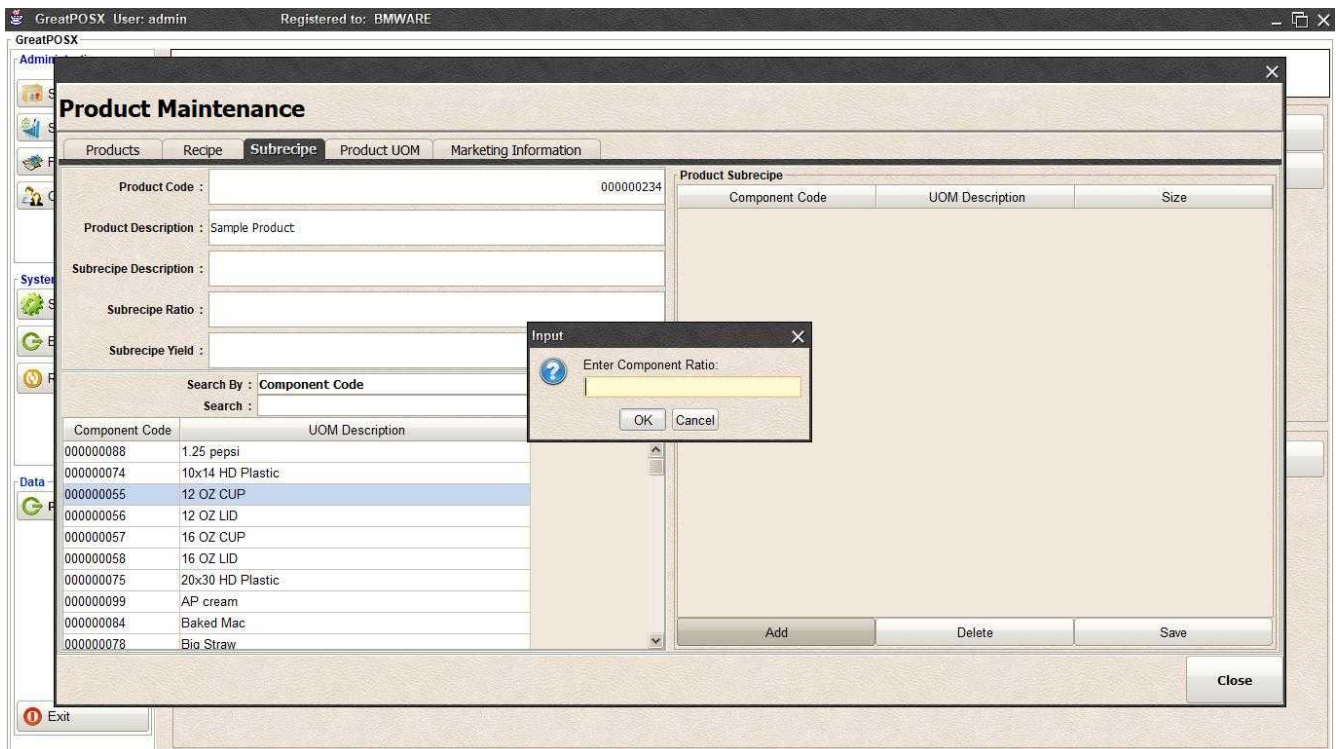 GreatPOSX User: admin Registered to: BMWARE
GreatPOSX
Product Maintenance
Products Recipe Subrecipe Product UOM Marketing Information
Product Code : 000000234
Product Description : Sample Product
Subrecipe Description :
Subrecipe Ratio :
Subrecipe Yield :
Search By : Component Code
Search :
Component Code UOM Description
000000088 1.25 pepsi
000000074 10x14 HD Plastic
000000055 12 OZ CUP
000000056 12 OZ LID
000000057 16 OZ CUP
000000058 16 OZ LID
000000075 20x30 HD Plastic
000000099 AP cream
000000084 Baked Mac
000000078 Big Straw
Product Subrecipe
Component Code UOM Description Size
Input
Enter Component Ratio:
OK Cancel
Add Delete Save
Close
Data
Exit